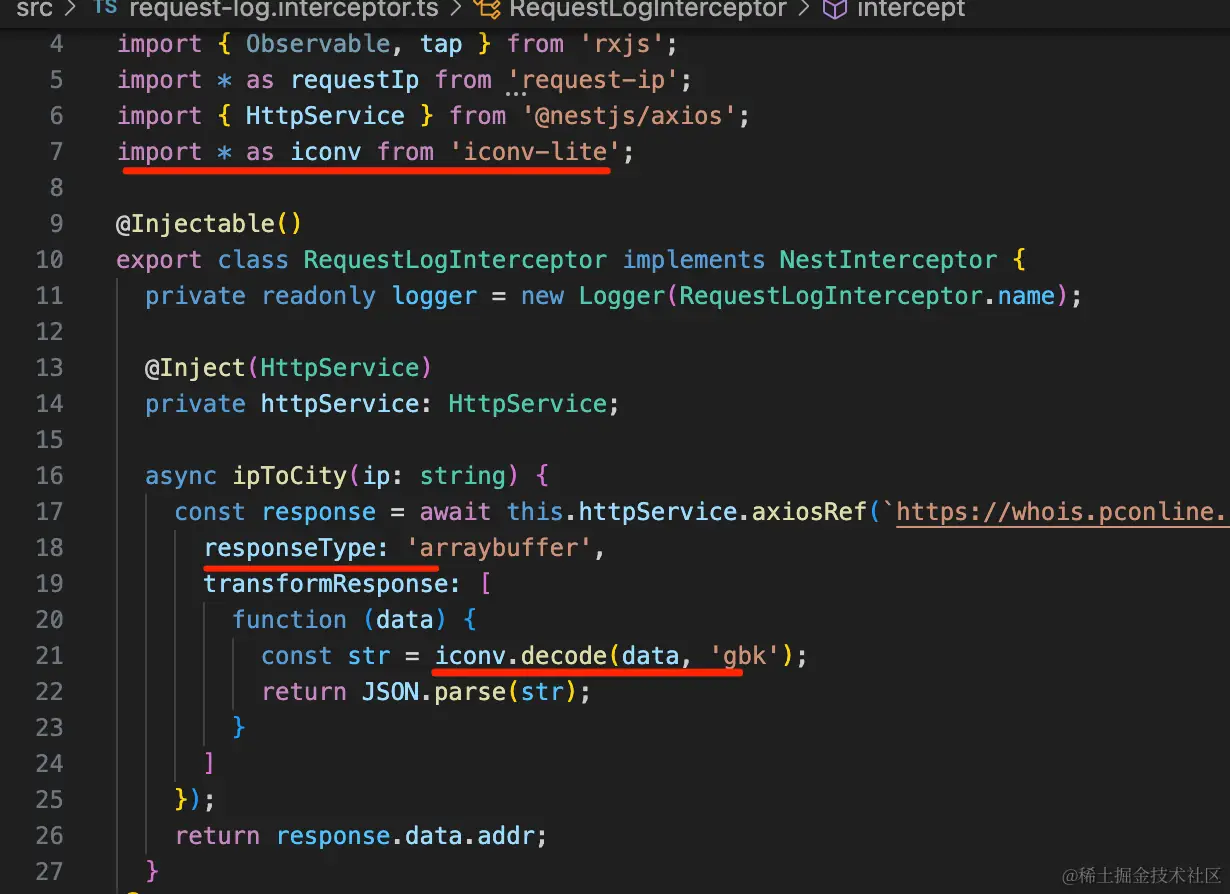 src > TS request-log.interceptor.ts > RequestLogInterceptor > intercept
4 import { Observable, tap } from 'rxjs';
5 import * as requestIp from 'request-ip';
6 import { HttpService } from '@nestjs/axios';
7 import * as iconv from 'iconv-lite';
8
9 @Injectable()
10 export class RequestLogInterceptor implements NestInterceptor {
11 private readonly logger = new Logger(RequestLogInterceptor.name);
12
13 @Inject(HttpService)
14 private httpService: HttpService;
15
16 async ipToCity(ip: string) {
17 const response = await this.httpService.axiosRef(`https://whois.pconline.
18 responseType: 'arraybuffer',
19 transformResponse: [
20 function (data) {
21 const str = iconv.decode(data, 'gbk');
22 return JSON.parse(str);
23 }
24 ]
25 });
26 return response.data.addr;
27 }
@稀土掘金技术社区